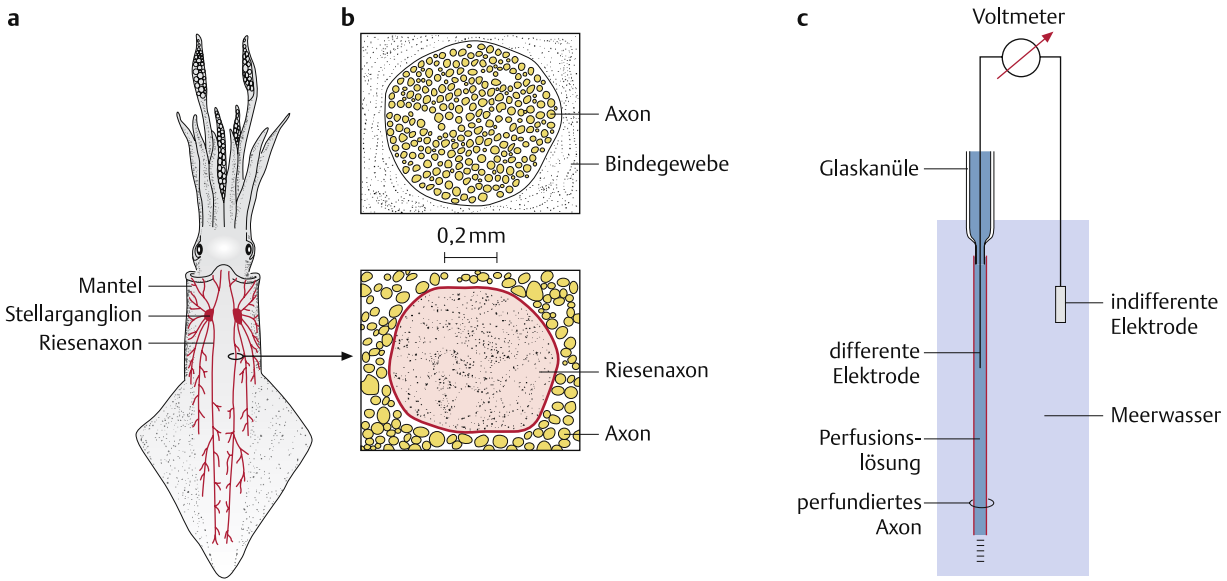 a
Mantel
Stellarganglion
Riesenaxon
b
Axon
Bindegewebe
0,2 mm
Riesenaxon
Axon
c
Voltmeter
Glaskanüle
indifferente
Elektrode
differente
Elektrode
Meerwasser
Perfusions-
lösung
perfundiertes
Axon